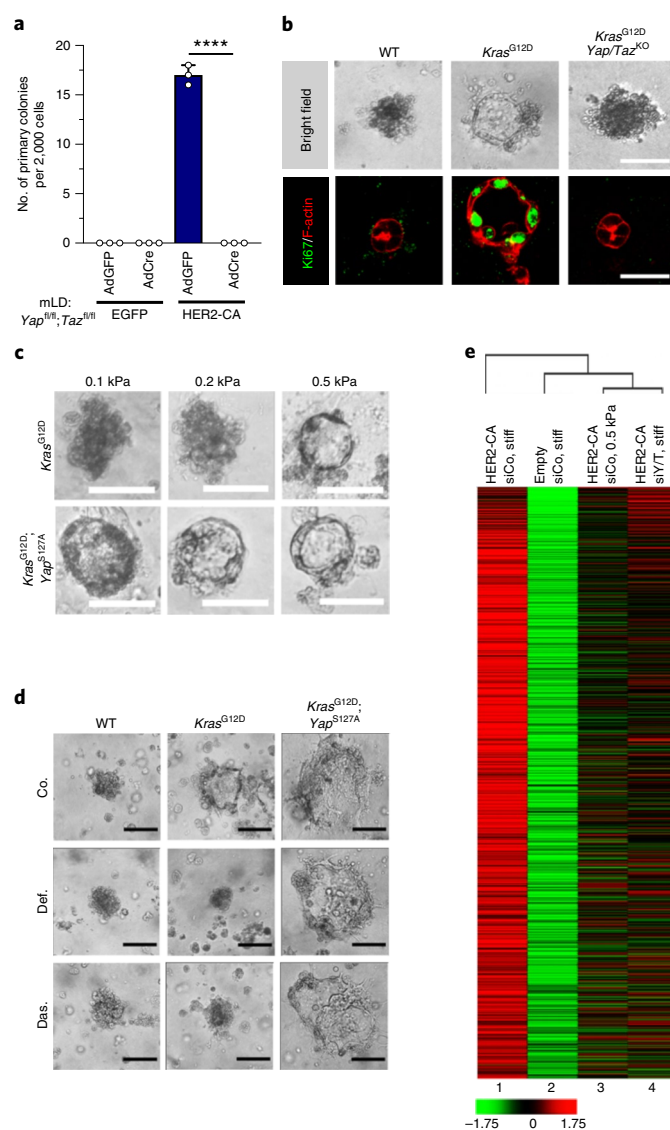 a
20
15
10
5
0
No. of primary colonies
per 2,000 cells
****
AdGFP
AdCre
AdGFP
AdCre
mLD:
Yap^fl/fl;Taz^fl/fl
EGFP
HER2-CA
b
WT
Kras^G12D
Kras^G12D
Yap/Taz^KO
Bright field
Ki67/F-actin
c
0.1 kPa
0.2 kPa
0.5 kPa
Kras^G12D
Kras^G12D;
Yap^S127A
d
WT
Kras^G12D
Kras^G12D;
Yap^S127A
Co.
Def.
Das.
e
HER2-CA
siCo, stiff
Empty
siCo, stiff
HER2-CA
siCo, 0.5 kPa
HER2-CA
siY/T, stiff
1
2
3
4
–1.75
0
1.75